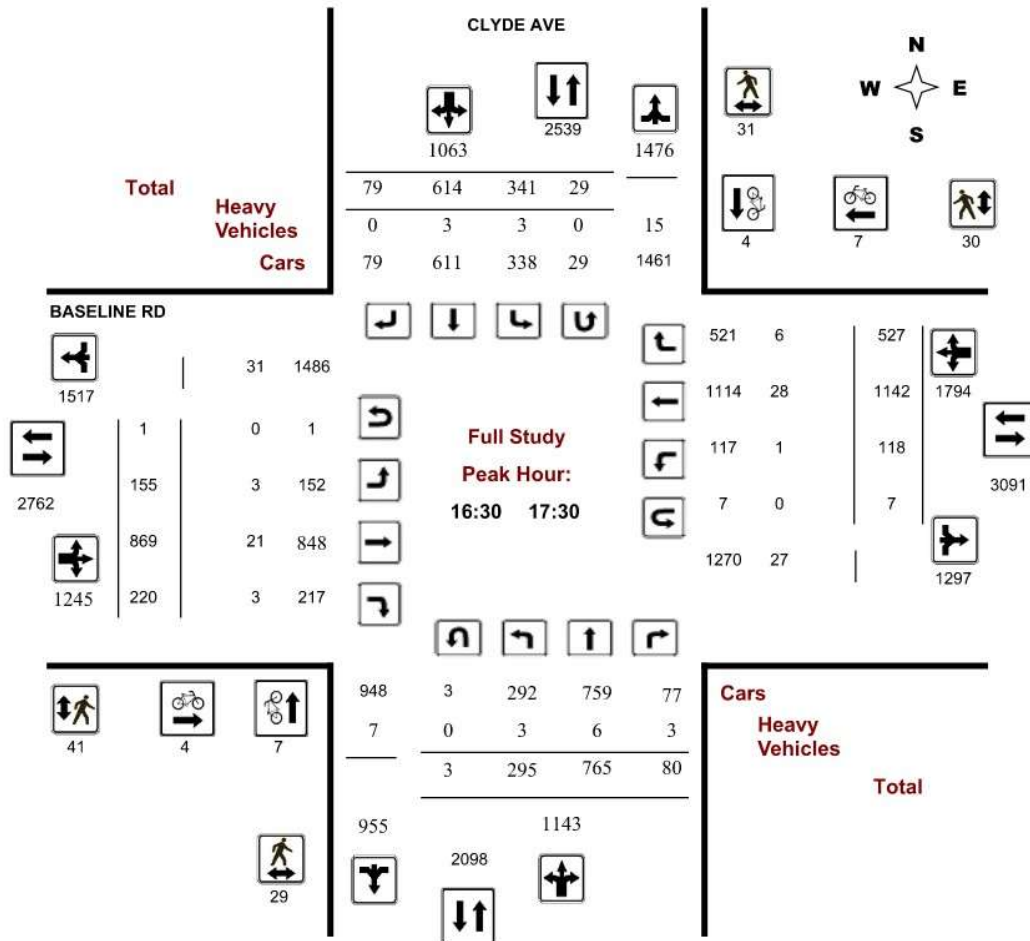 CLYDE AVE
N
W E
S
31
2539
1063 1476
Total 79 614 341 29
Heavy
Vehicles 0 3 3 0 15
4 7 30
Cars 79 611 338 29 1461
BASELINE RD
521 6 527
31 1486
1517 1114 28 1142 1794
1 0 1
Full Study
117 1 118
Peak Hour:
155 3 152 3091
2762 16:30 17:30 7 0 7
869 21 848
1270 27
1297
1245 220 3 217
948 3 292 759 77 Cars
7 0 3 6 3 Heavy
Vehicles
41 4 7
3 295 765 80 Total
955 1143
2098
29